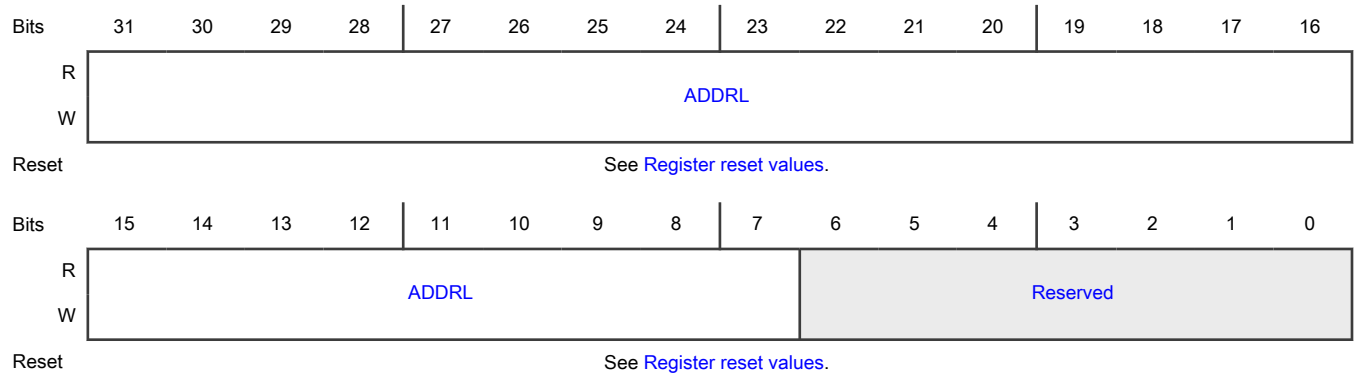 Bits 31 30 29 28 27 26 25 24 23 22 21 20 19 18 17 16
R
ADDRL
W
Reset See Register reset values.
Bits 15 14 13 12 11 10 9 8 7 6 5 4 3 2 1 0
R
ADDRL Reserved
W
Reset See Register reset values.